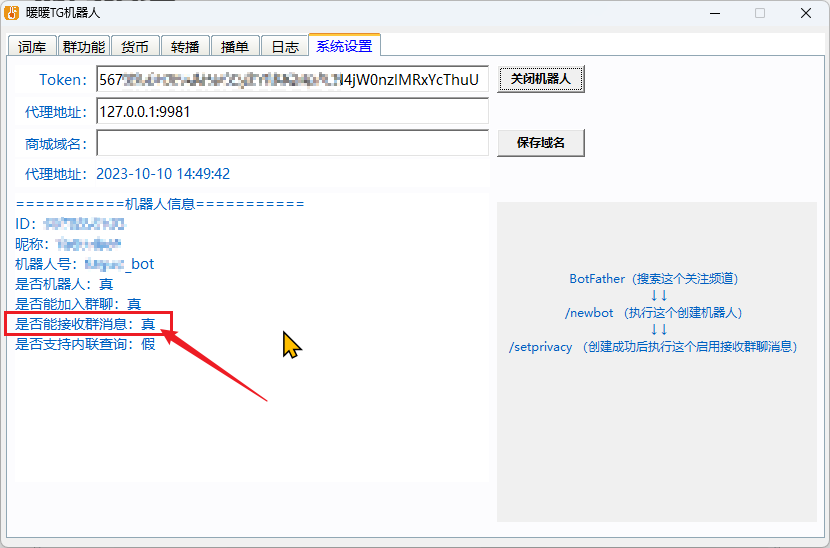 暖暖TG机器人
词库 群功能 货币 转播 播单 日志 系统设置
Token: 567 l4jW0nzIMRxYcThuU 关闭机器人
代理地址: 127.0.0.1:9981
商城域名: 保存域名
代理地址: 2023-10-10 14:49:42
===========机器人信息===========
ID:
昵称:
机器人号: _bot
是否机器人: 真
是否能加入群聊: 真
是否能接收群消息: 真
是否支持内联查询: 假
BotFather (搜索这个关注频道)
↓↓
/newbot (执行这个创建机器人)
↓↓
/setprivacy (创建成功后执行这个启用接收群聊消息)